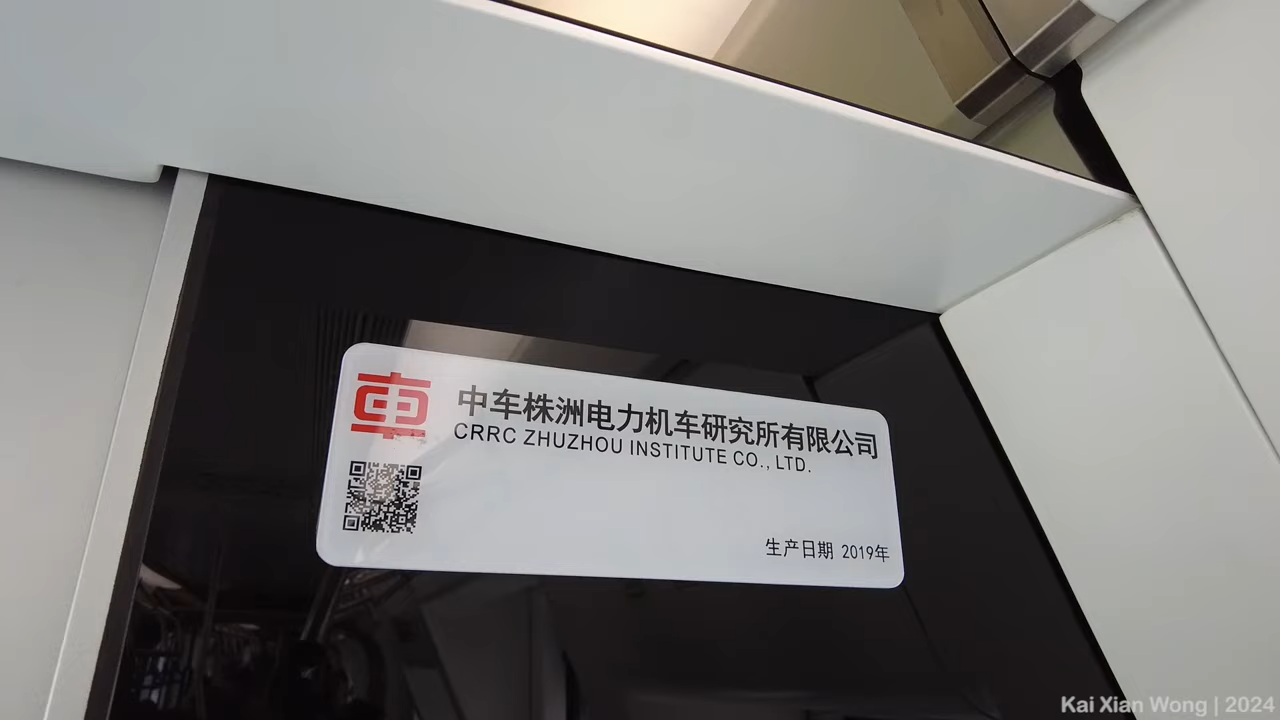 車
中车株洲电力机车研究所有限公司
CRRC ZHUZHOU INSTITUTE CO., LTD.
生产日期 2019年
Kai Xian Wong | 2024